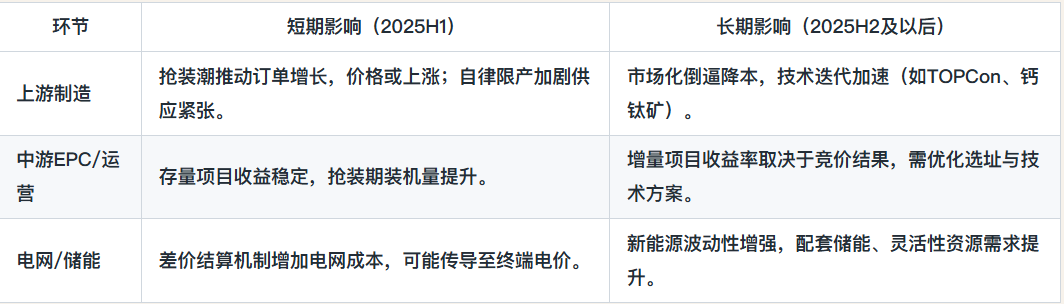 环节 短期影响（2025H1） 长期影响（2025H2及以后）
上游制造 抢装潮推动订单增长，价格或上涨；自律限产加剧供
应紧张。 市场化倒逼降本，技术迭代加速（如TOPCon、钙
钛矿）。
中游EPC/运
营 存量项目收益稳定，抢装期装机量提升。 增量项目收益率取决于竞价结果，需优化选址与技
术方案。
电网/储能 差价结算机制增加电网成本，可能传导至终端电价。 新能源波动性增强，配套储能、灵活性资源需求提
升。